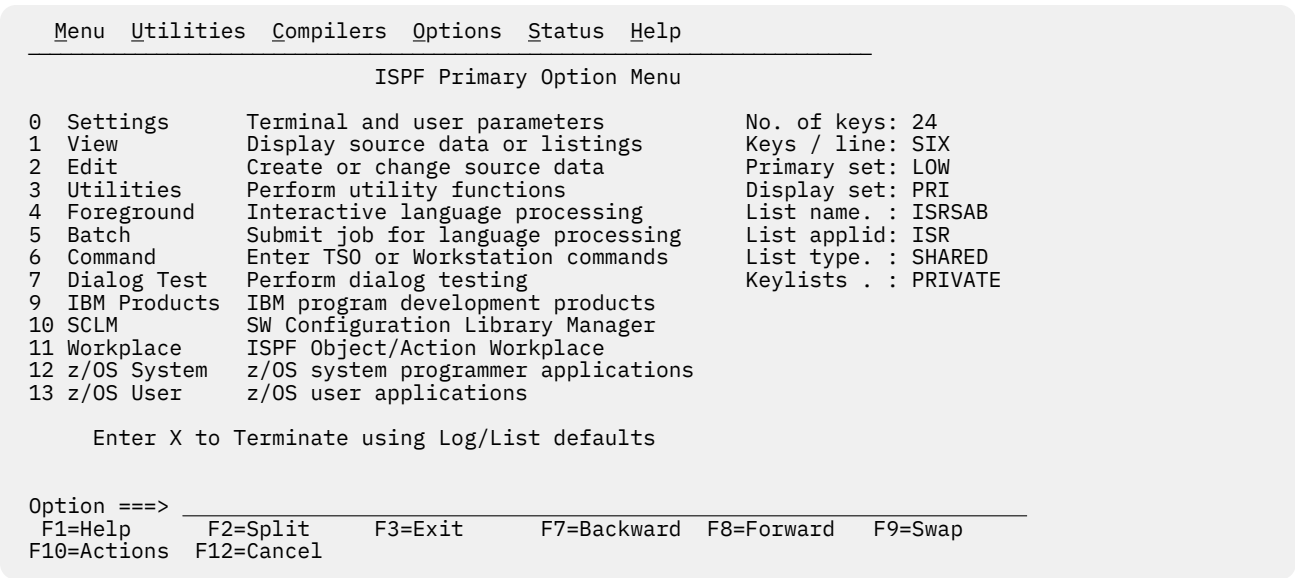 Menu  Utilities  Compilers  Options  Status  Help
ISPF Primary Option Menu
0  Settings      Terminal and user parameters           No. of keys: 24
1  View          Display source data or listings        Keys / line: SIX
2  Edit          Create or change source data           Primary set: LOW
3  Utilities     Perform utility functions              Display set: PRI
4  Foreground    Interactive language processing        List name. : ISRSAB
5  Batch         Submit job for language processing     List applid: ISR
6  Command       Enter TSO or Workstation commands      List type. : SHARED
7  Dialog Test   Perform dialog testing                 Keylists . : PRIVATE
9  IBM Products  IBM program development products
10 SCLM          SW Configuration Library Manager
11 Workplace     ISPF Object/Action Workplace
12 z/OS System   z/OS system programmer applications
13 z/OS User     z/OS user applications
Enter X to Terminate using Log/List defaults
Option ===>
F1=Help      F2=Split     F3=Exit      F7=Backward  F8=Forward   F9=Swap
F10=Actions  F12=Cancel